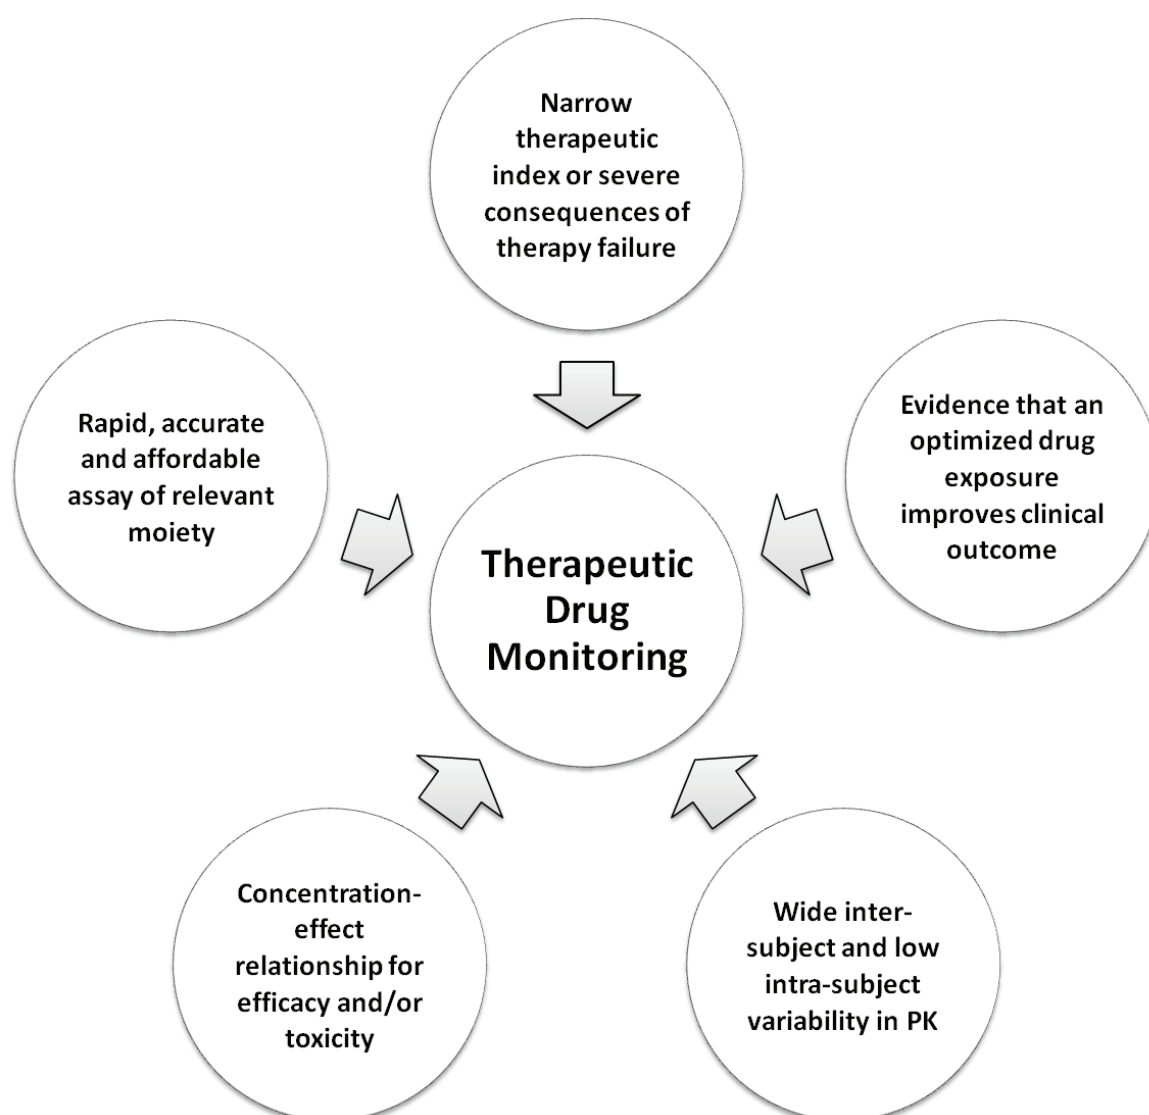 Narrow
therapeutic
index or severe
consequences of
therapy failure
Rapid, accurate
and affordable
assay of relevant
moiety
Evidence that an
optimized drug
exposure
improves clinical
outcome
Therapeutic
Drug
Monitoring
Concentration-
effect
relationship for
efficacy and/or
toxicity
Wide inter-
subject and low
intra-subject
variability in PK